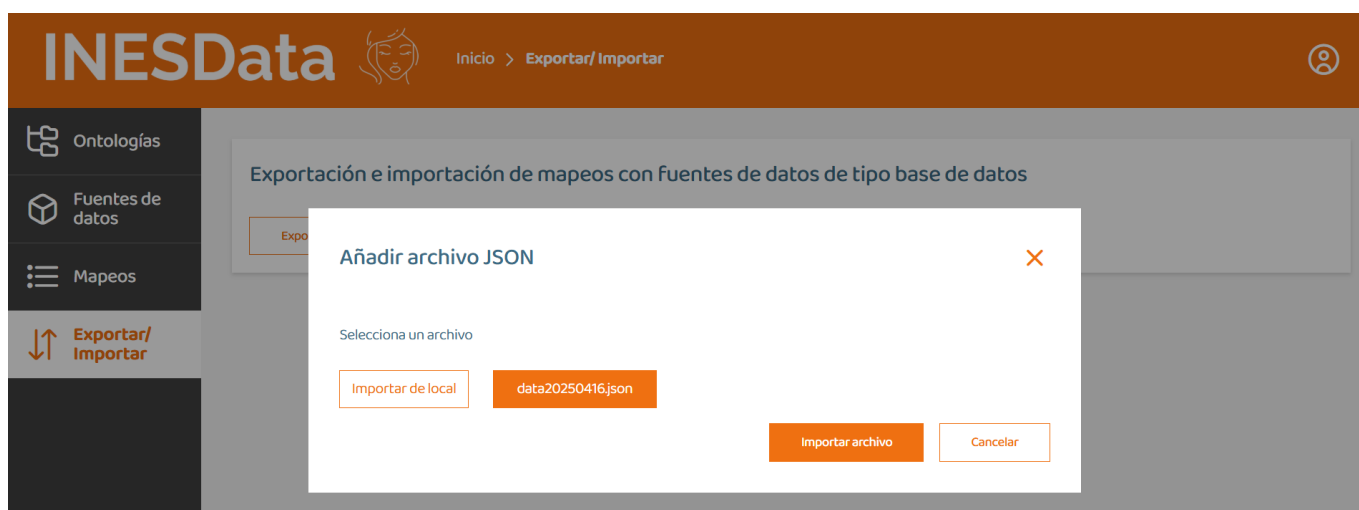 INESData
Inicio > Exportar/ Importar
Ontologías
Fuentes de
datos
Mapeos
Exportar/
Importar
Exportación e importación de mapeos con fuentes de datos de tipo base de datos
Expo
Añadir archivo JSON
Selecciona un archivo
Importar de local
data20250416.json
Importar archivo
Cancelar